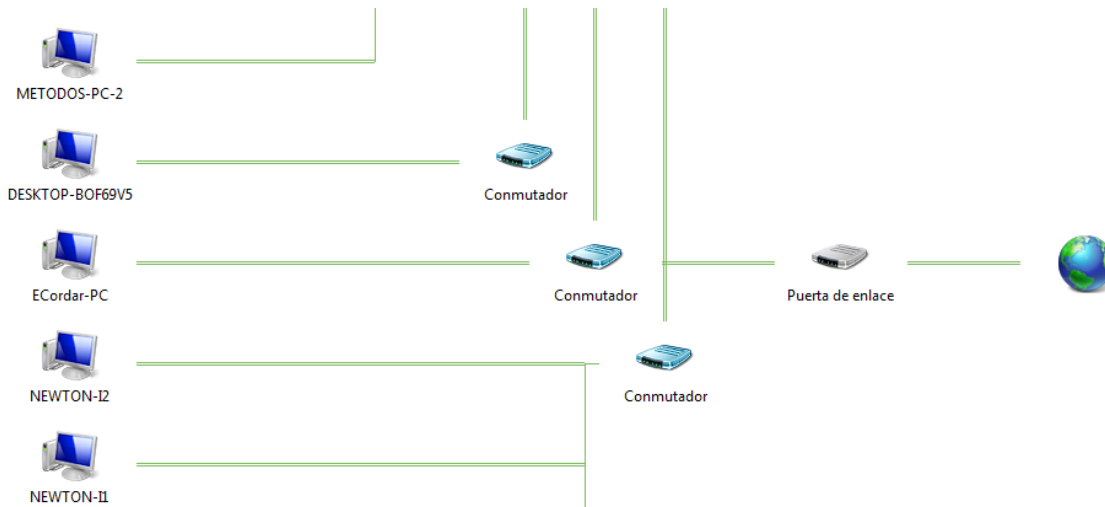 METODOS-PC-2
DESKTOP-BOF69V5
Conmutador
ECordar-PC
Conmutador
Puerta de enlace
NEWTON-I2
Conmutador
NEWTON-I1